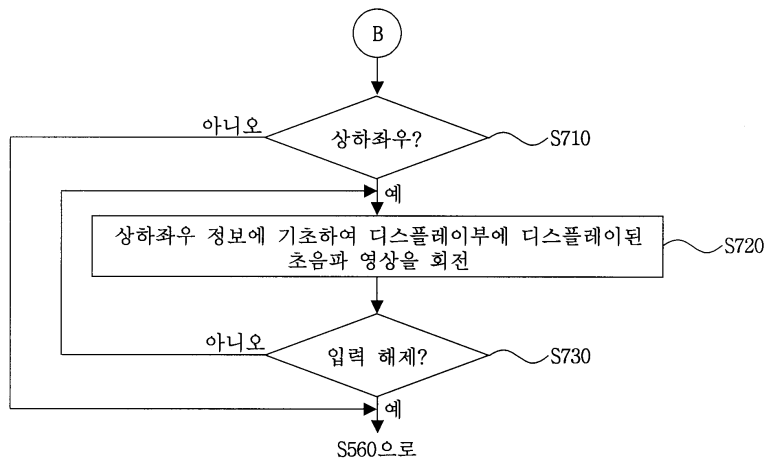 B
아니오
상하좌우?
S710
예
상하좌우 정보에 기초하여 디스플레이부에 디스플레이된
초음파 영상을 회전
S720
아니오
입력 해제?
S730
예
S560으로